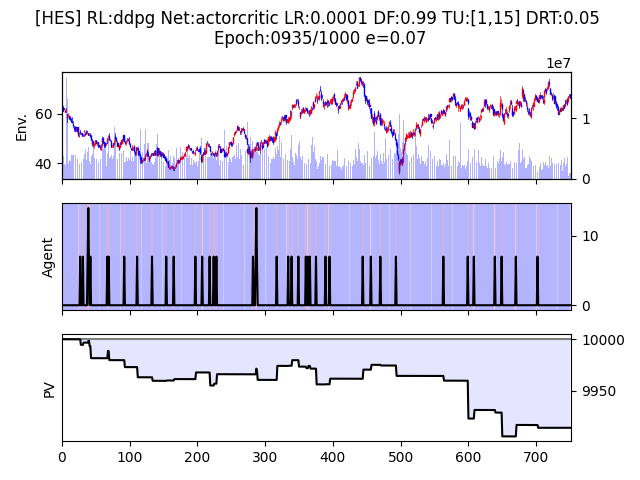 [HES] RL:ddpg Net:actorcritic LR:0.0001 DF:0.99 TU:[1,15] DRT:0.05
Epoch:0935/1000 e=0.07
1e7
Env.
60
40
1
0
Agent
10
0
PV
10000
9950
0 100 200 300 400 500 600 700